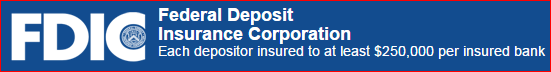 FDIC
Federal Deposit
Insurance Corporation
Each depositor insured to at least $250,000 per insured bank